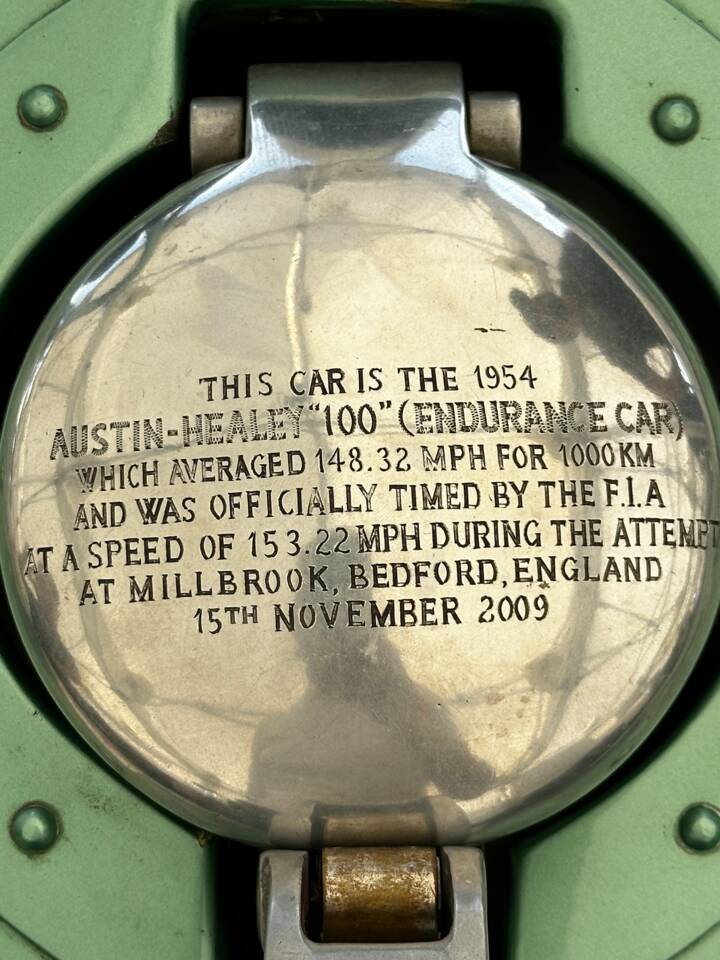 THIS CAR IS THE 1954
AUSTIN-HEALEY "100" (ENDURANCE CAR)
WHICH AVERAGED 148.32 MPH FOR 1000KM
AND WAS OFFICIALLY TIMED BY THE F.I.A
AT A SPEED OF 153.22 MPH DURING THE ATTEMPT
AT MILLBROOK, BEDFORD, ENGLAND
15TH NOVEMBER 2009